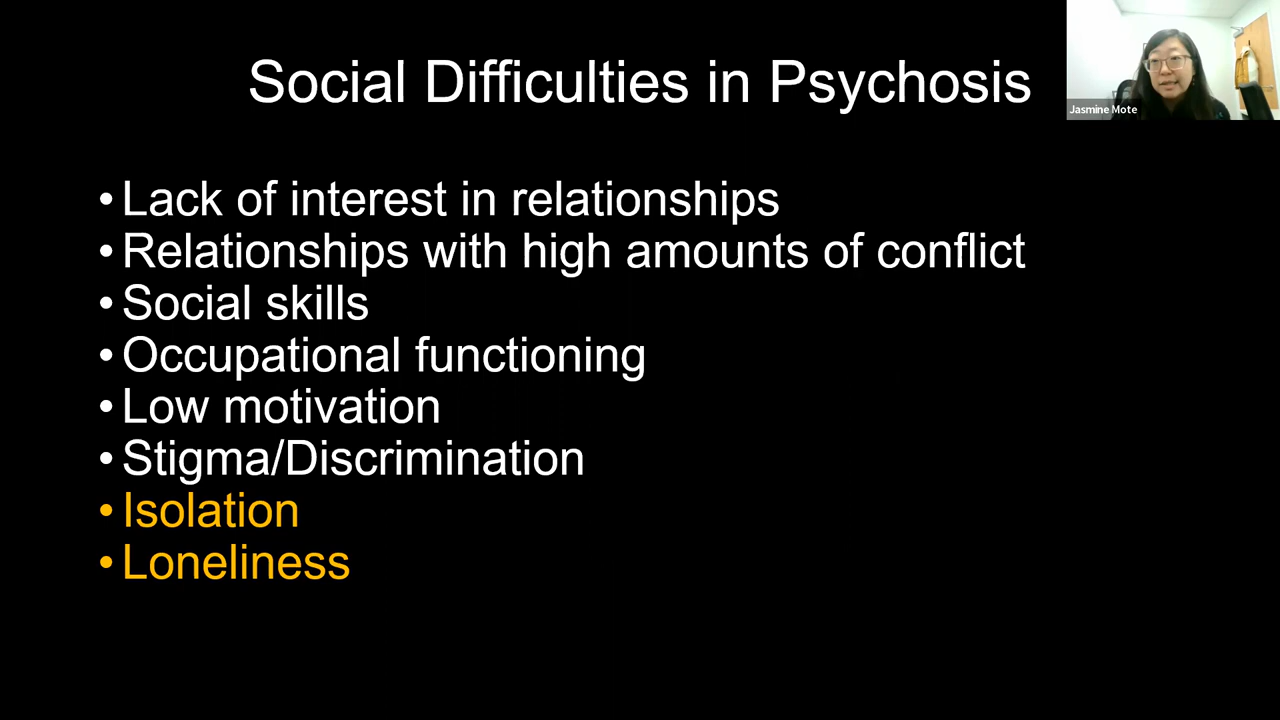 Social Difficulties in Psychosis
Jasmine Mote
•Lack of interest in relationships
•Relationships with high amounts of conflict
•Social skills
•Occupational functioning
•Low motivation
•Stigma/Discrimination
•Isolation
•Loneliness